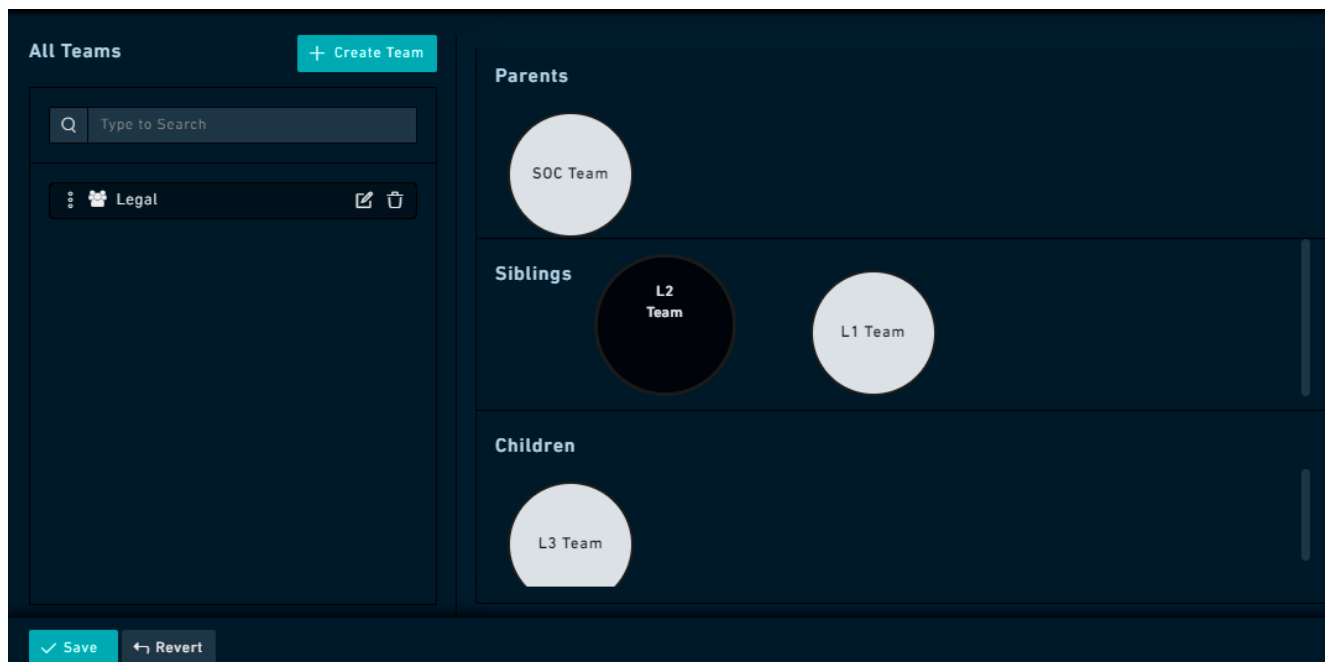 All Teams
+ Create Team
Type to Search
Legal
Parents
SOC Team
Siblings
L2
Team
L1 Team
Children
L3 Team
Save
Revert